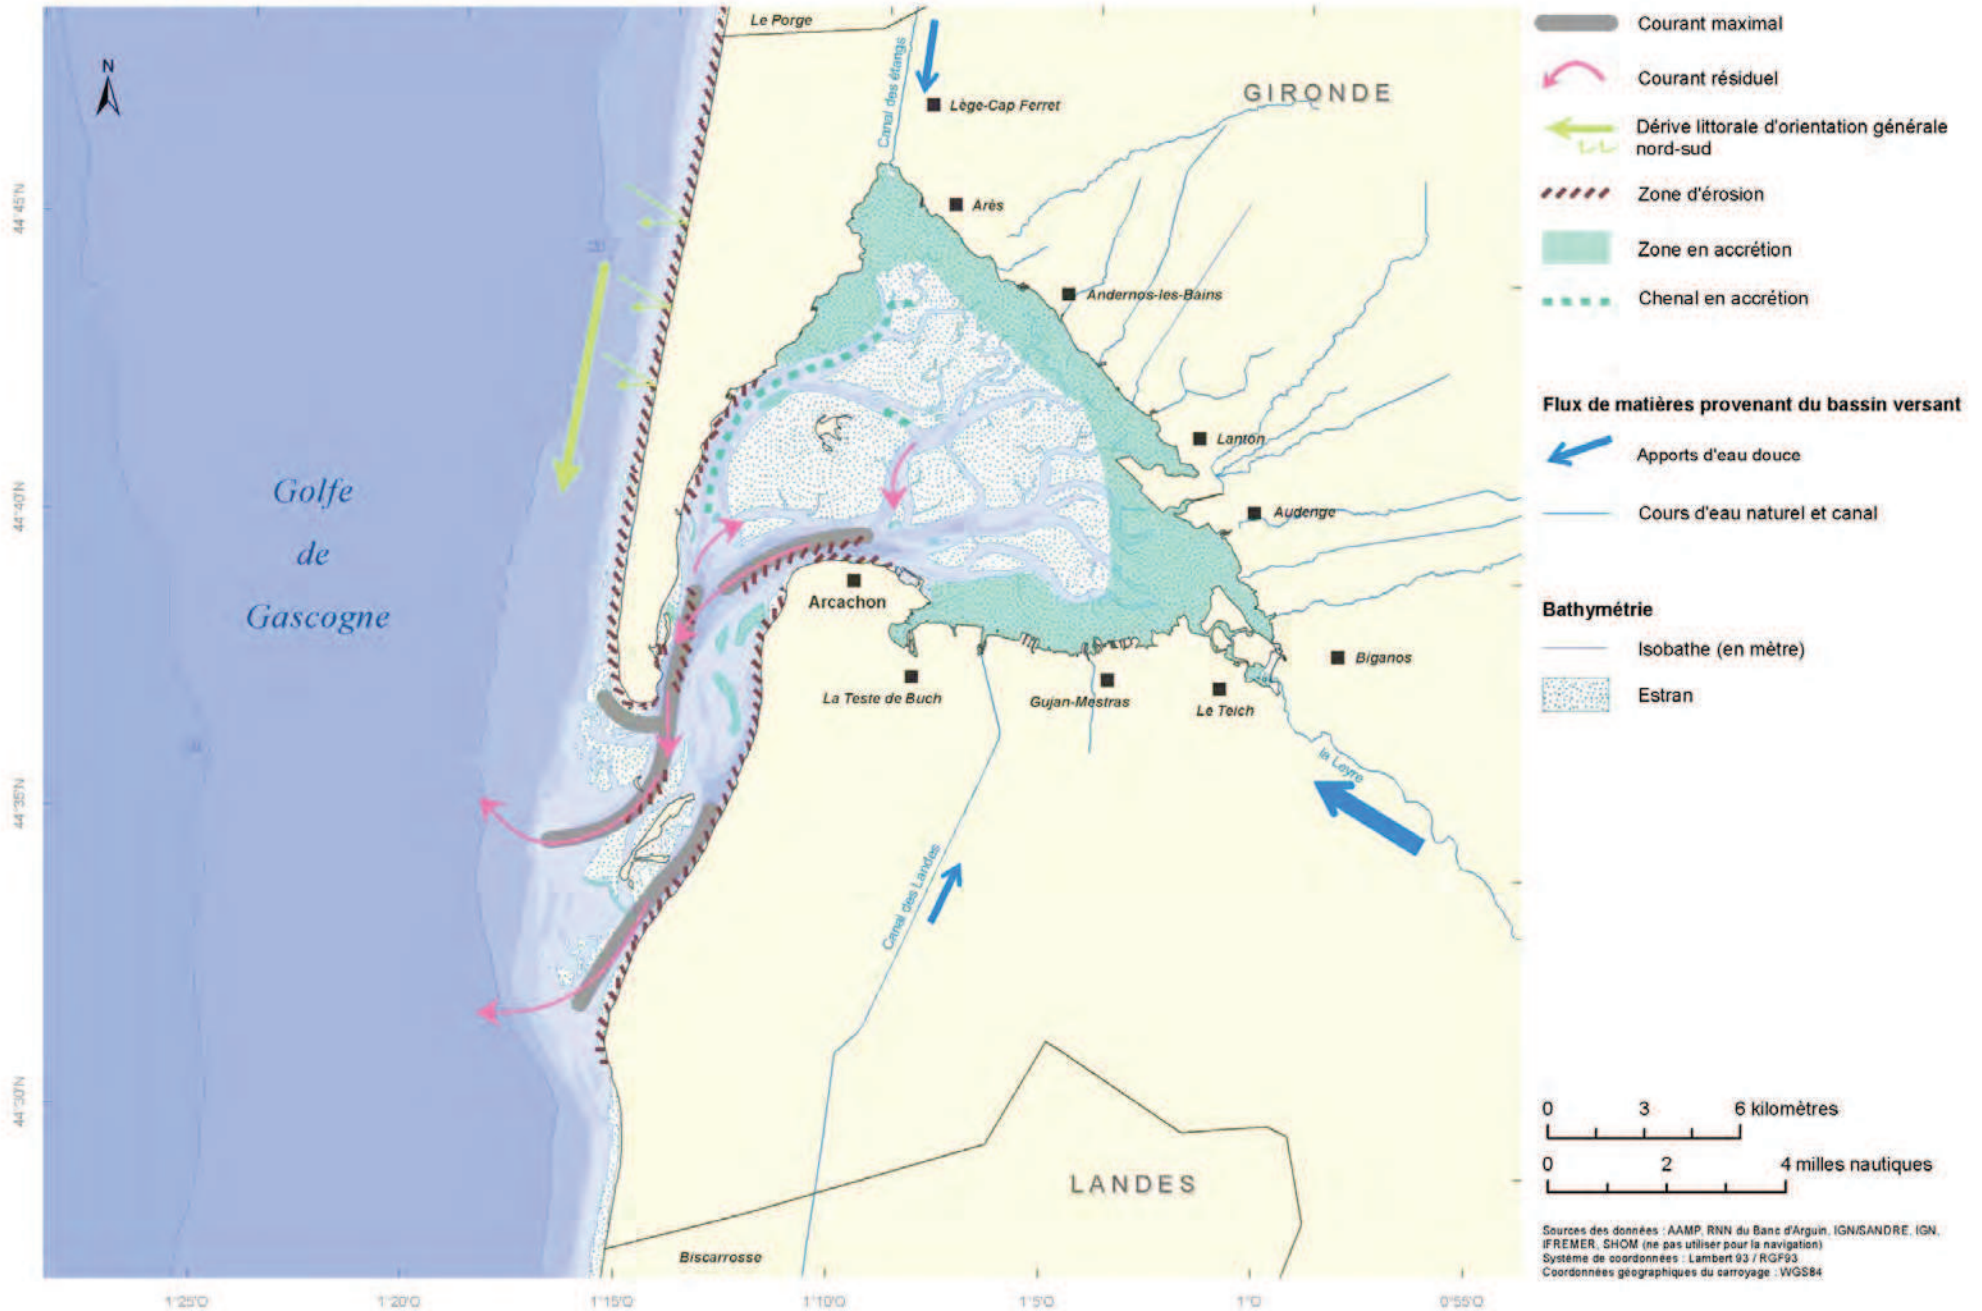 Le Porge
N
Canal des étangs
Lège-Cap Ferret
GIRONDE
Arès
Andernos-les-Bains
Lanton
Audenge
Golfe
de
Gascogne
Arcachon
La Teste de Buch
Gujan-Mestras
Le Teich
Biganos
la Leyre
Canal des Landes
LANDES
Biscarrosse
44°45'N
44°40'N
44°35'N
44°30'N
1°25'O
1°20'O
1°15'O
1°10'O
1°5'O
1°O
0°55'O
Courant maximal
Courant résiduel
Dérive littorale d'orientation générale
nord-sud
Zone d'érosion
Zone en accrétion
Chenal en accrétion
Flux de matières provenant du bassin versant
Apports d'eau douce
Cours d'eau naturel et canal
Bathymétrie
Isobathe (en mètre)
Estran
0 3 6 kilomètres
0 2 4 milles nautiques
Sources des données : AAMP, RNN du Banc d'Arguin, IGN/SANDRE, IGN,
IFREMER, SHOM (ne pas utiliser pour la navigation)
Système de coordonnées : Lambert 93 / RGF93
Coordonnées géographiques du carroyage : WGS84